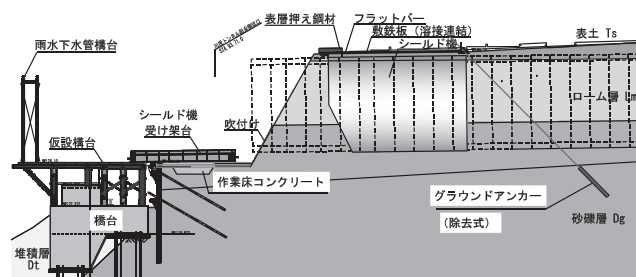 表層押え鋼材
フラットバー
敷鉄板（溶接連結）
シールド機
表土 Ts
雨水下水管構台
ローム層 Lm
シールド機
受け架台
吹付け
仮設構台
作業床コンクリート
グラウンドアンカー
（除去式）
砂礫層 Dg
橋台
堆積層
Dt